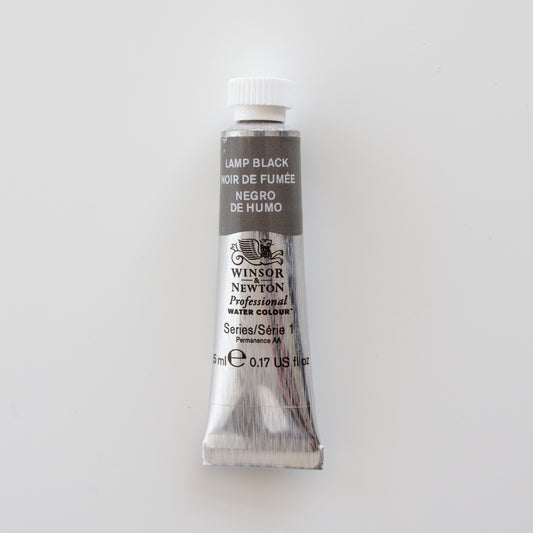 LAMP BLACK
NOIR DE FUMÉE
NEGRO
DE HUMO
WINSOR
&
NEWTON
Professional
WATER COLOUR™
Series/Série 1
Permanence AA
5 ml e 0.17 US fl oz